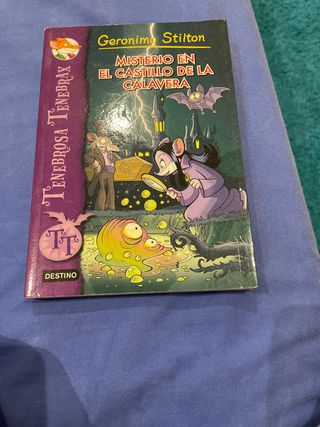 Geronimo Stilton
MISTERIO EN
EL CASTILLO DE LA
CALAVERA
TENEBROSA TENEBRAX
TT
DESTINO